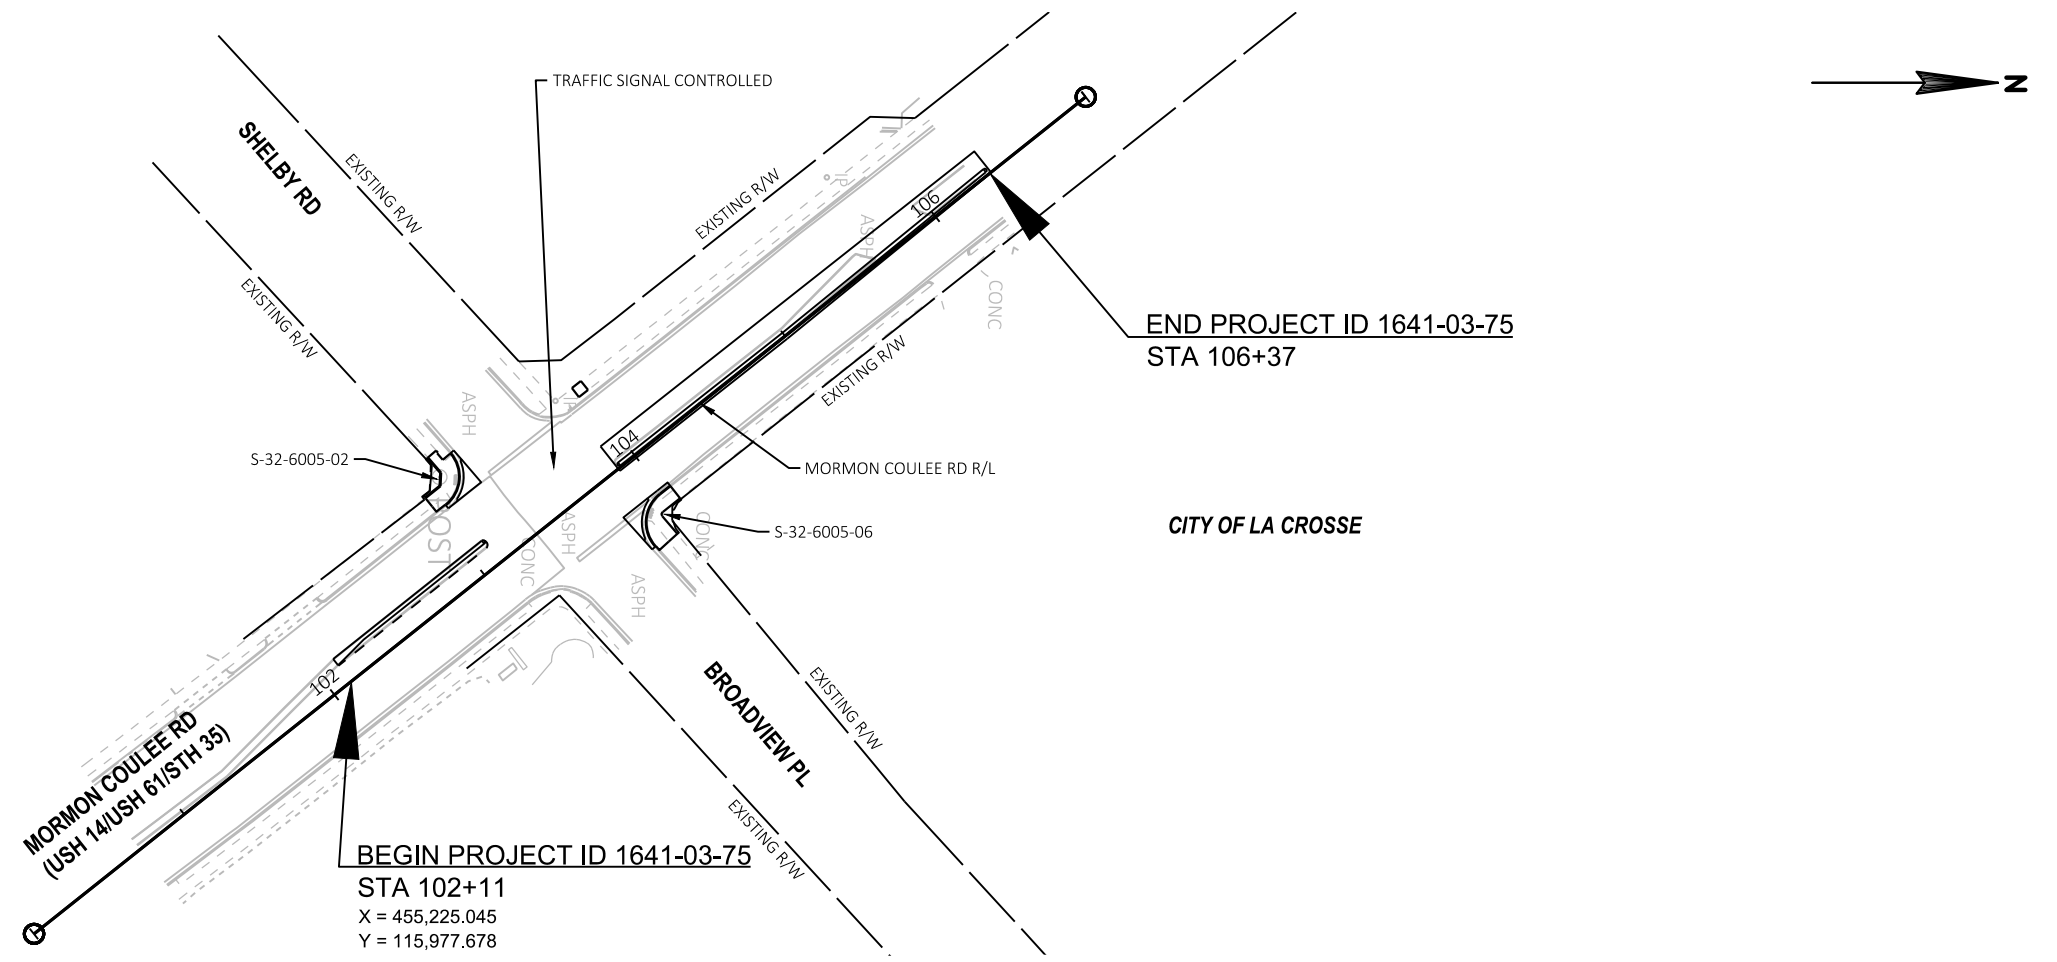 TRAFFIC SIGNAL CONTROLLED
N
SHELBY RD
EXISTING R/W
EXISTING R/W
EXISTING R/W
IP
ASPH
106
CONC
END PROJECT ID 1641-03-75
STA 106+37
EXISTING R/W
ASPH
IP
104
S-32-6005-02
MORMON COULEE RD R/L
CITY OF LA CROSSE
S-32-6005-06
ASPH
CONC
CONC
ASPH
102
MORMON COULEE RD
(USH 14/USH 61/STH 35)
BROADVIEW PL
EXISTING R/W
EXISTING R/W
BEGIN PROJECT ID 1641-03-75
STA 102+11
X = 455,225.045
Y = 115,977.678